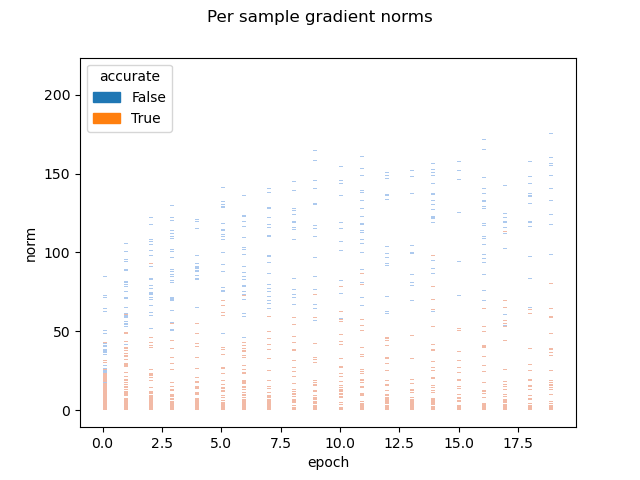 Per sample gradient norms
accurate
False
True
norm
200
150
100
50
0
0.0 2.5 5.0 7.5 10.0 12.5 15.0 17.5
epoch